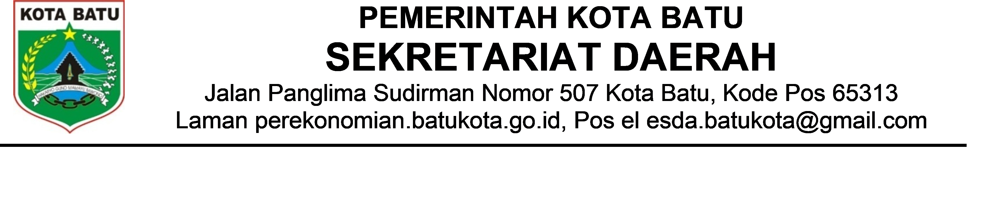 KOTA BATU
HAKARYO GUNO MAMAYU BAWONO
PEMERINTAH KOTA BATU
SEKRETARIAT DAERAH
Jalan Panglima Sudirman Nomor 507 Kota Batu, Kode Pos 65313
Laman perekonomian.batukota.go.id, Pos el esda.batukota@gmail.com